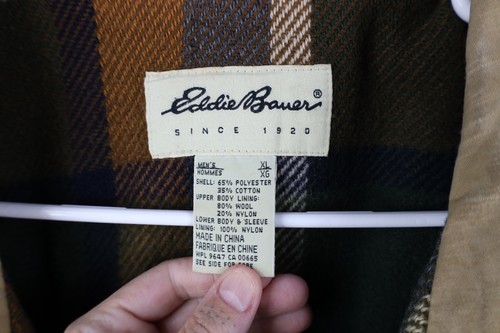 Eddie Bauer®
SINCE 1920
MEN'S XL
HOMMES XG
SHELL: 65% POLYESTER
35% COTTON
UPPER BODY LINING:
80% WOOL
20% NYLON
LOWER BODY & SLEEVE
LINING: 100% NYLON
MADE IN CHINA
FABRIQUE EN CHINE
HPL 9647 CA 00665
SEE SIDE FOR CARE